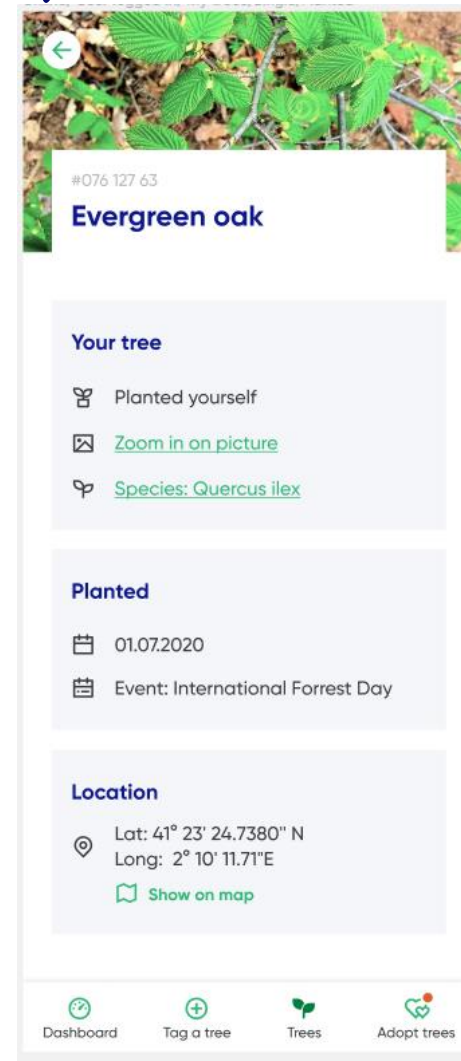 #076 127 63
Evergreen oak
Your tree
Planted yourself
Zoom in on picture
Species: Quercus ilex
Planted
01.07.2020
Event: International Forrest Day
Location
Lat: 41° 23' 24.7380" N
Long: 2° 10' 11.71"E
Show on map
Dashboard Tag a tree Trees Adopt trees